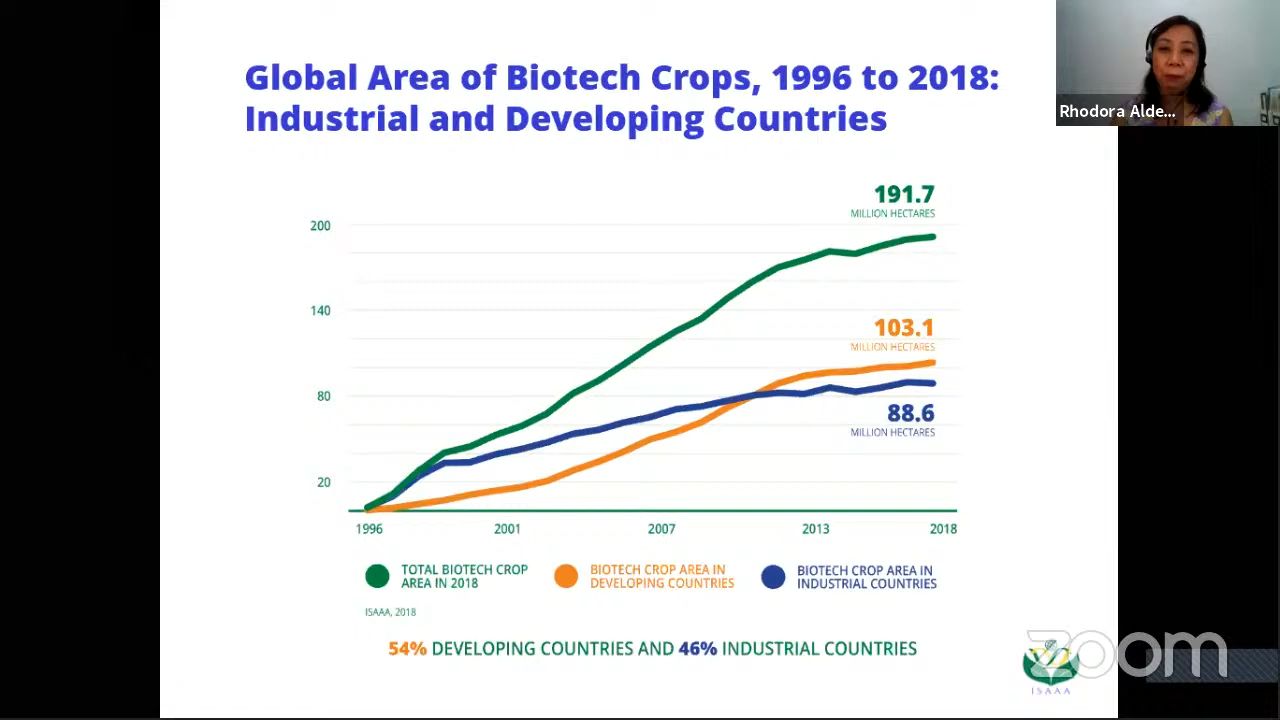 Global Area of Biotech Crops, 1996 to 2018:
Industrial and Developing Countries
Rhodora Alde...
191.7
MILLION HECTARES
200
140
103.1
MILLION HECTARES
80
88.6
MILLION HECTARES
20
1996 2001 2007 2013 2018
TOTAL BIOTECH CROP
AREA IN 2018
BIOTECH CROP AREA IN
DEVELOPING COUNTRIES
BIOTECH CROP AREA IN
INDUSTRIAL COUNTRIES
ISAAA, 2018
54% DEVELOPING COUNTRIES AND 46% INDUSTRIAL COUNTRIES
zoom
ISAAA